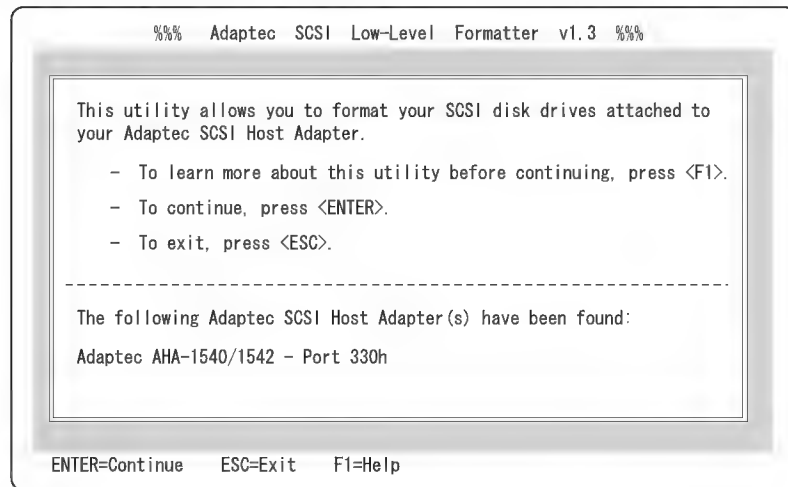 %%% Adaptec SCSI Low-Level Formatter v1.3 %%%
This utility allows you to format your SCSI disk drives attached to
your Adaptec SCSI Host Adapter.
- To learn more about this utility before continuing, press <F1>.
- To continue, press <ENTER>.
- To exit, press <ESC>.
The following Adaptec SCSI Host Adapter(s) have been found:
Adaptec AHA-1540/1542 - Port 330h
ENTER=Continue ESC=Exit F1=Help